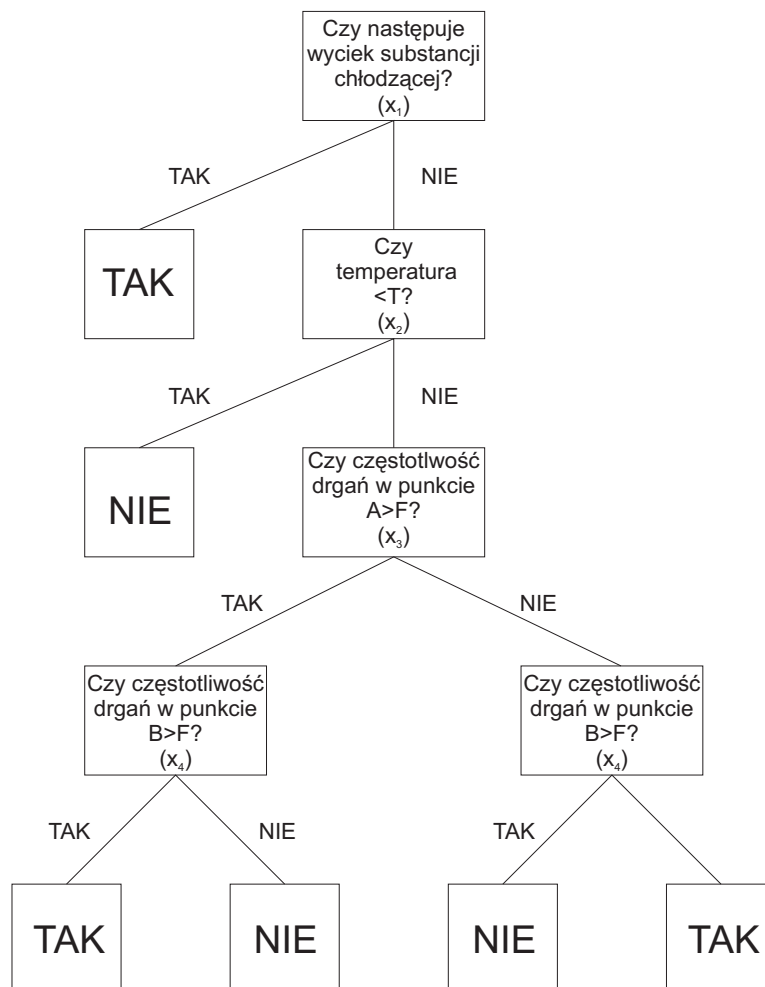 Czy następuje
wyciek substancji
chłodzącej?
(x₁)
TAK
NIE
TAK
Czy
temperatura
<T?
(x₂)
TAK
NIE
NIE
Czy częstotlwość
drgań w punkcie
A>F?
(x₃)
TAK
NIE
Czy częstotliwość
drgań w punkcie
B>F?
(x₄)
Czy częstotliwość
drgań w punkcie
B>F?
(x₄)
TAK
NIE
TAK
TAK
NIE
NIE
TAK